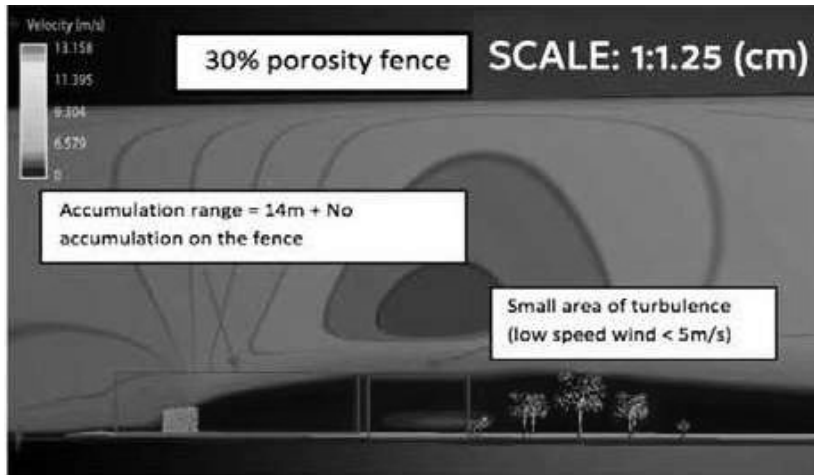 Velocity (m/s)
13.158
11.395
9.304
6.579
0
30% porosity fence
SCALE: 1:1.25 (cm)
Accumulation range = 14m + No
accumulation on the fence
Small area of turbulence
(low speed wind < 5m/s)